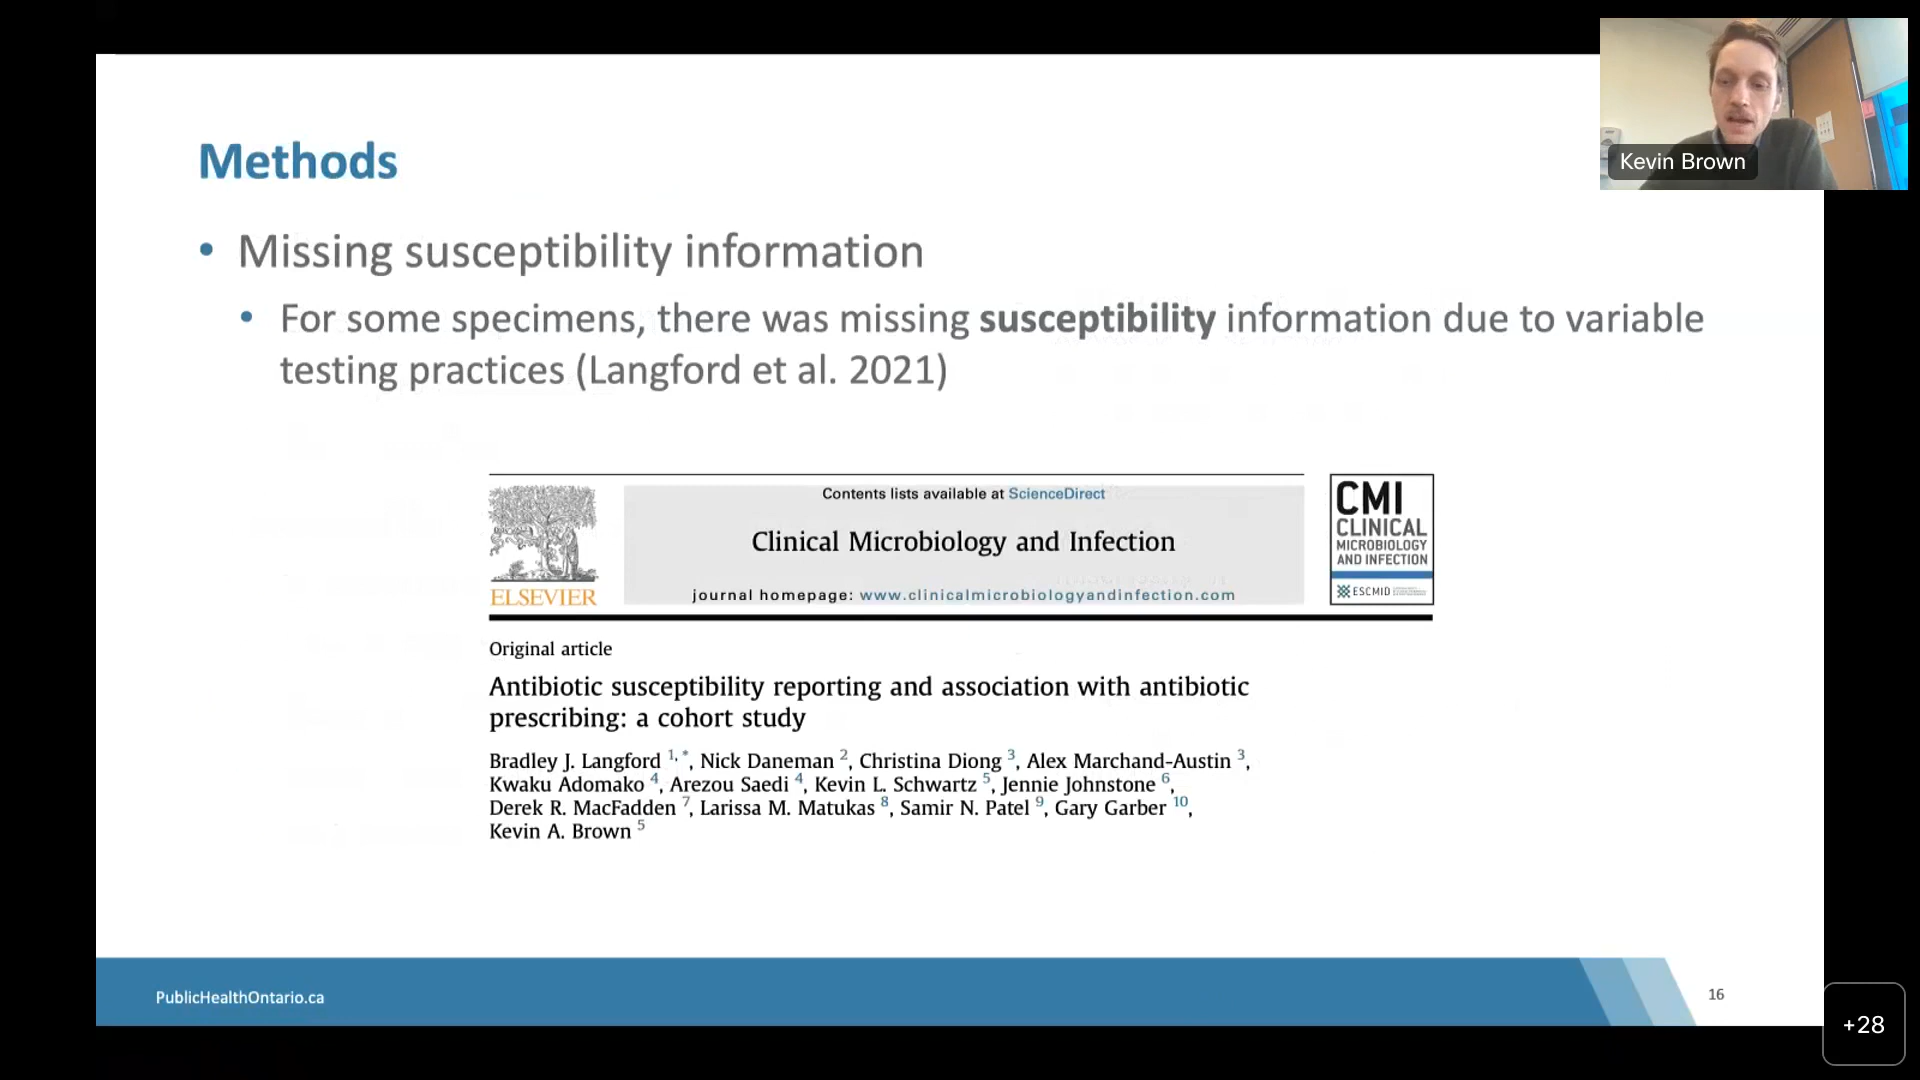 Kevin Brown
Methods
• Missing susceptibility information
• For some specimens, there was missing susceptibility information due to variable
testing practices (Langford et al. 2021)
Contents lists available at ScienceDirect
Clinical Microbiology and Infection
journal homepage: www.clinicalmicrobiologyandinfection.com
ELSEVIER
CMI
CLINICAL
MICROBIOLOGY
AND INFECTION
ESCMID
Original article
Antibiotic susceptibility reporting and association with antibiotic
prescribing: a cohort study
Bradley J. Langford 1, *, Nick Daneman 2, Christina Diong 3, Alex Marchand-Austin 3,
Kwaku Adomako 4, Arezou Saedi 4, Kevin L. Schwartz 5, Jennie Johnstone 6,
Derek R. MacFadden 7, Larissa M. Matukas 8, Samir N. Patel 9, Gary Garber 10,
Kevin A. Brown 5
PublicHealthOntario.ca
16
+28